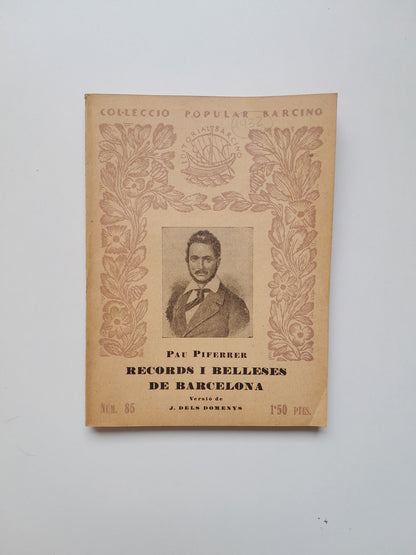 COL·LECCIÓ POPULAR BARCINO
EDITORIAL BARCINO
PAU PIFERRER
RECORDS I BELLESES
DE BARCELONA
Versió de
J. DELS DOMENYS
NÚM. 85
1'50 PTES.